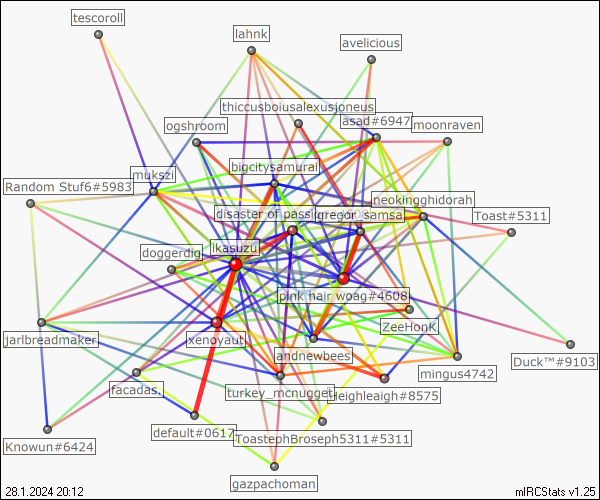 tescoroll
lahnk
avelicious
thiccusboiusalexusjoneus
ogshroom
asad#6947
moonraven
bigcitysamurai
mukszi
Random Stuf6#5983
neokingghidorah
disaster of pass
gregor_samsa
Toast#5311
ikasuzu
doggerdig
pink hair woag#4608
ZeeHonK
jarlbreadmaker
xenoyaut
andnewbees
Duck™#9103
mingus4742
facadas.
turkey_mcnugget
Heighleigh#8575
default#0617
ToastephBroseph5311#5311
Knowun#6424
gazpachoman
28.1.2024 20:12
mIRCStats v1.25